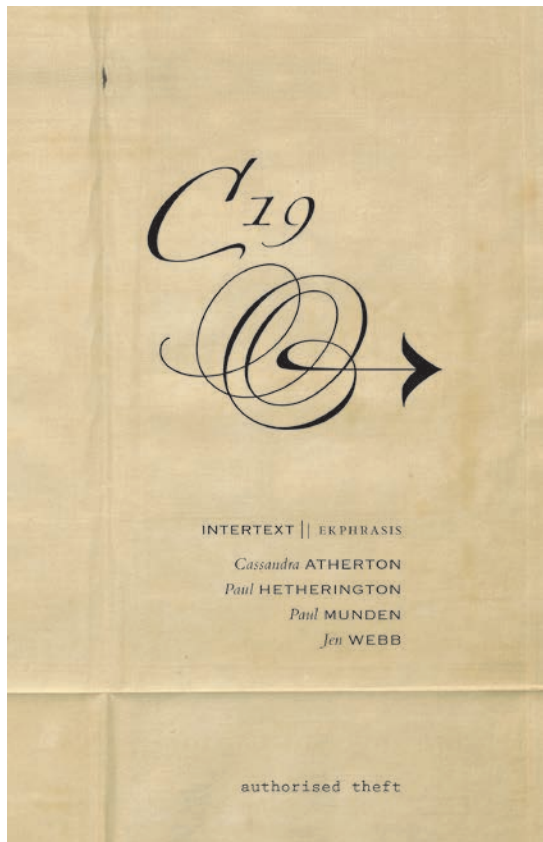 C19
INTERTEXT || EKPHRASIS
Cassandra ATHERTON
Paul HETHERINGTON
Paul MUNDEN
Jen WEBB
authorised theft